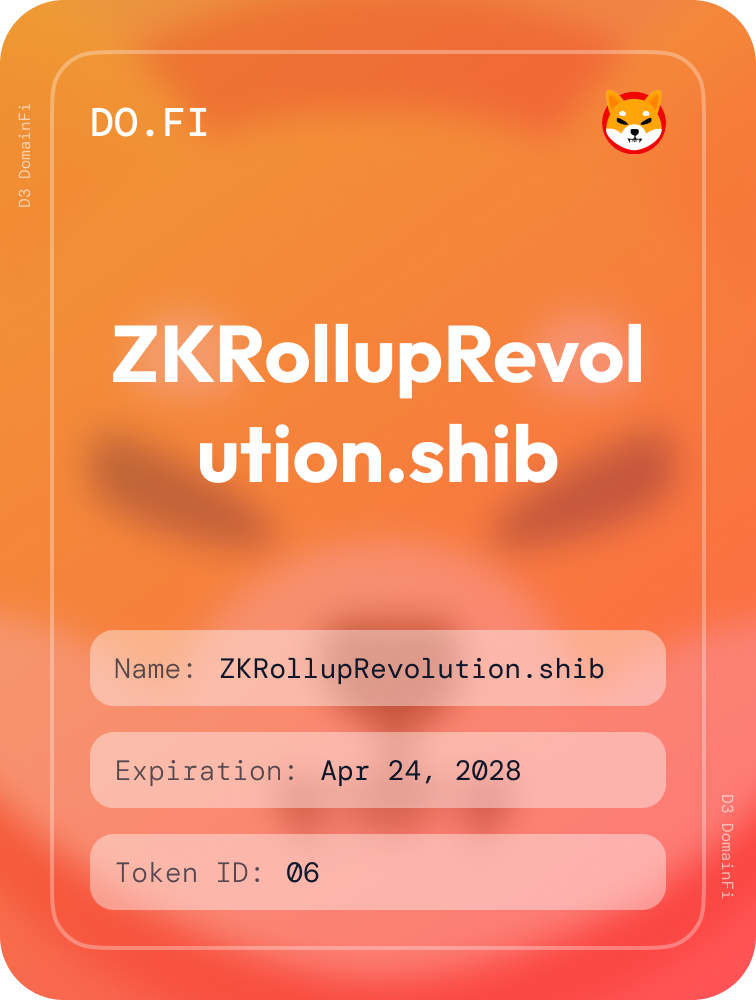 DO.FI
D3 DomainFi
ZKRollupRevol
ution.shib
Name: ZKRollupRevolution.shib
Expiration: Apr 24, 2028
Token ID: 06
D3 DomainFi